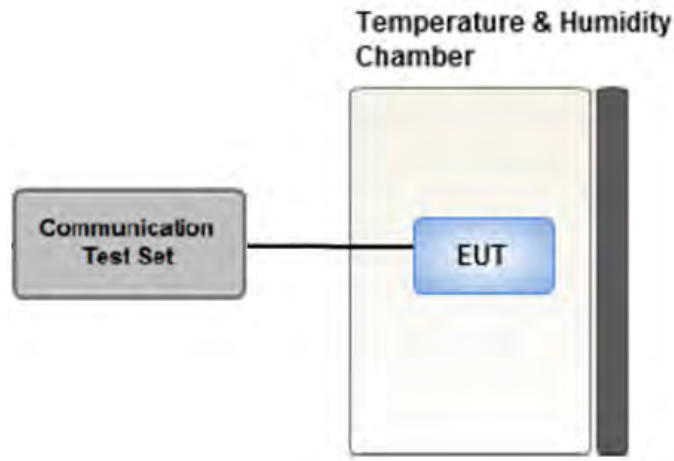 Temperature & Humidity
Chamber
Communication
Test Set
EUT